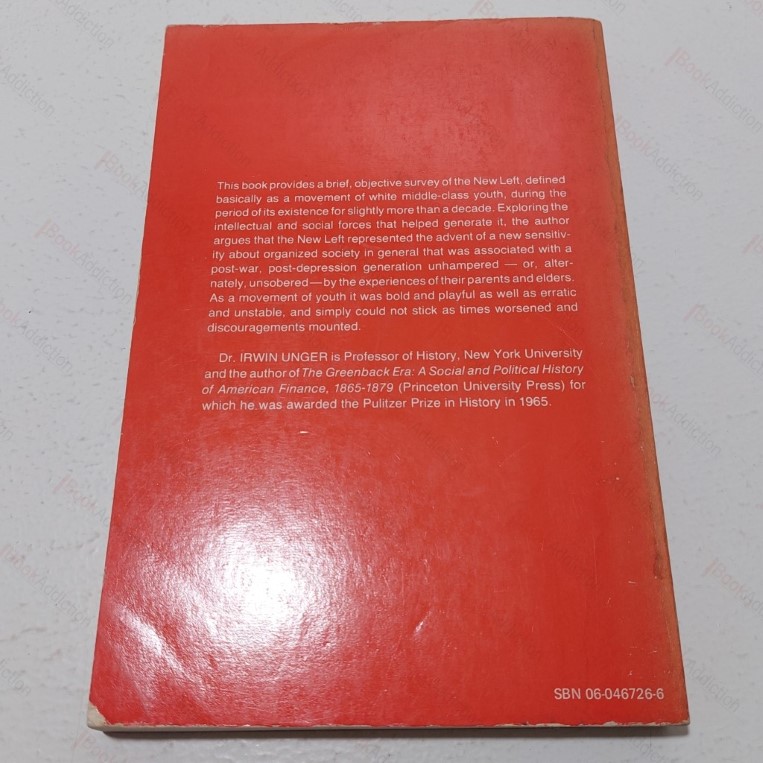 This book provides a brief, objective survey of the New Left, defined
basically as a movement of white middle-class youth, during the
period of its existence for slightly more than a decade. Exploring the
intellectual and social forces that helped generate it, the author
argues that the New Left represented the advent of a new sensitiv-
ity about organized society in general that was associated with a
post-war, post-depression generation unhampered — or, alter-
nately, unsobered — by the experiences of their parents and elders.
As a movement of youth it was bold and playful as well as erratic
and unstable, and simply could not stick as times worsened and
discouragements mounted.
Dr. IRWIN UNGER is Professor of History, New York University
and the author of The Greenback Era: A Social and Political History
of American Finance, 1865-1879 (Princeton University Press) for
which he was awarded the Pulitzer Prize in History in 1965.
SBN 06-046726-6
BookAddiction